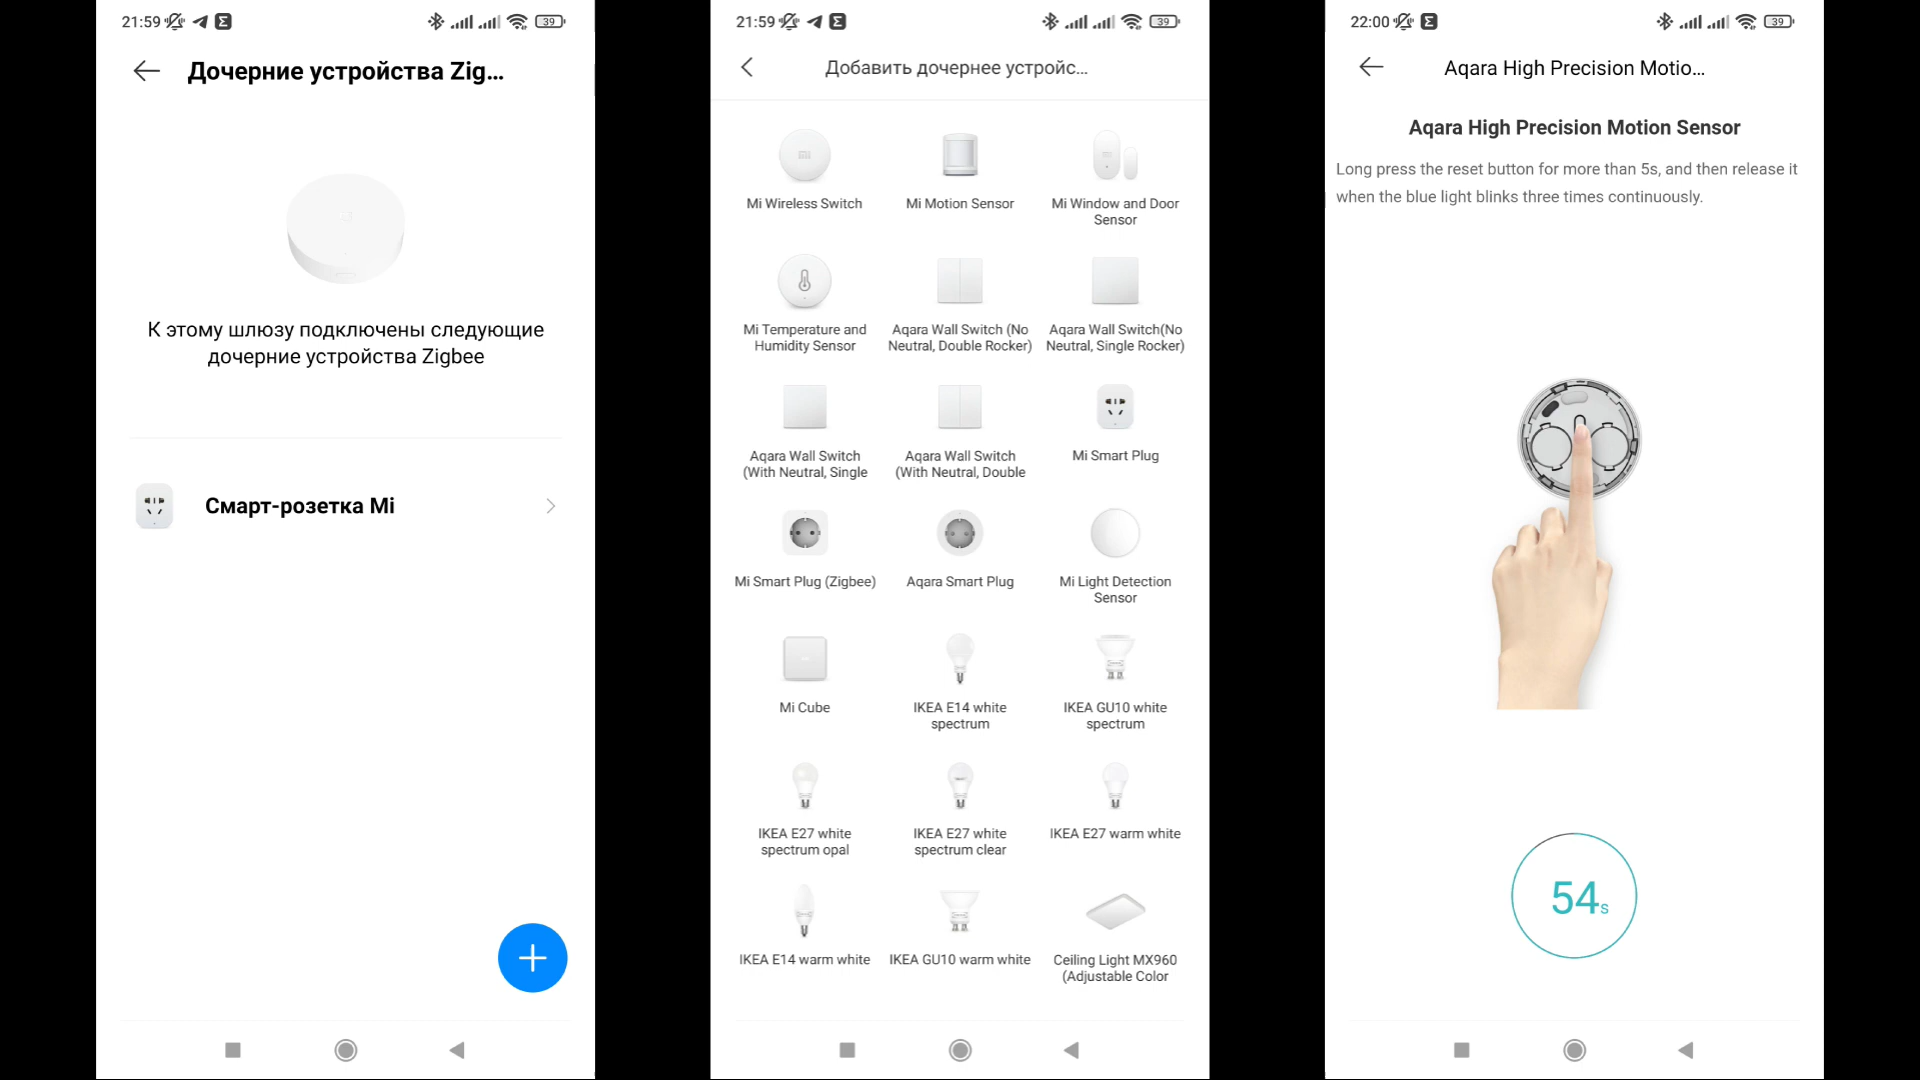 21:59
39
Дочерние устройства Zig...
К этому шлюзу подключены следующие
дочерние устройства Zigbee
Смарт-розетка Mi
21:59
39
Добавить дочернее устройс...
Mi Wireless Switch
Mi Motion Sensor
Mi Window and Door
Sensor
Mi Temperature and
Humidity Sensor
Aqara Wall Switch (No
Neutral, Double Rocker)
Aqara Wall Switch(No
Neutral, Single Rocker)
Aqara Wall Switch
(With Neutral, Single
Aqara Wall Switch
(With Neutral, Double
Mi Smart Plug
Mi Smart Plug (Zigbee)
Aqara Smart Plug
Mi Light Detection
Sensor
Mi Cube
IKEA E14 white
spectrum
IKEA GU10 white
spectrum
IKEA E27 white
spectrum opal
IKEA E27 white
spectrum clear
IKEA E27 warm white
IKEA E14 warm white
IKEA GU10 warm white
Ceiling Light MX960
(Adjustable Color
22:00
39
Aqara High Precision Motio...
Aqara High Precision Motion Sensor
Long press the reset button for more than 5s, and then release it
when the blue light blinks three times continuously.
54s